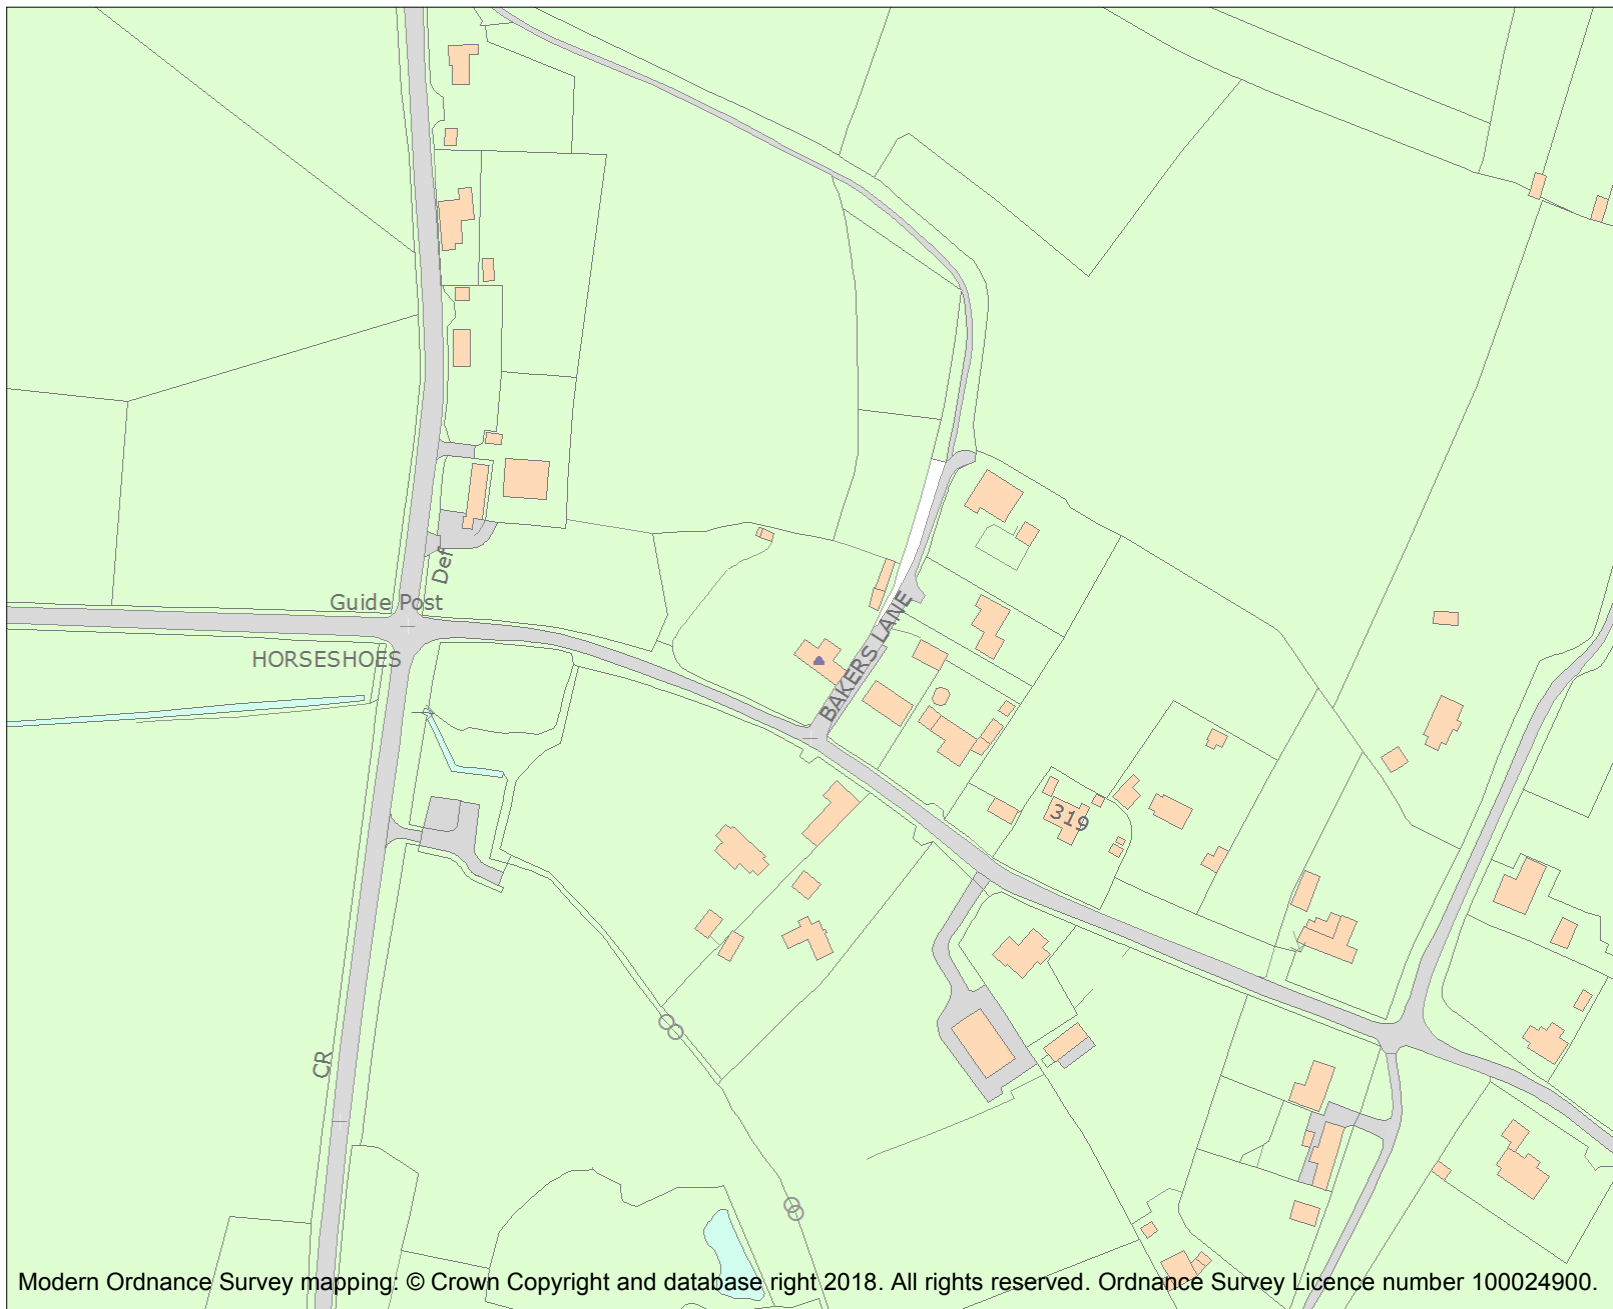 Def
Guide Post
HORSESHOES
BAKERS LANE
319
CR
Modern Ordnance Survey mapping: © Crown Copyright and database right 2018. All rights reserved. Ordnance Survey Licence number 100024900.